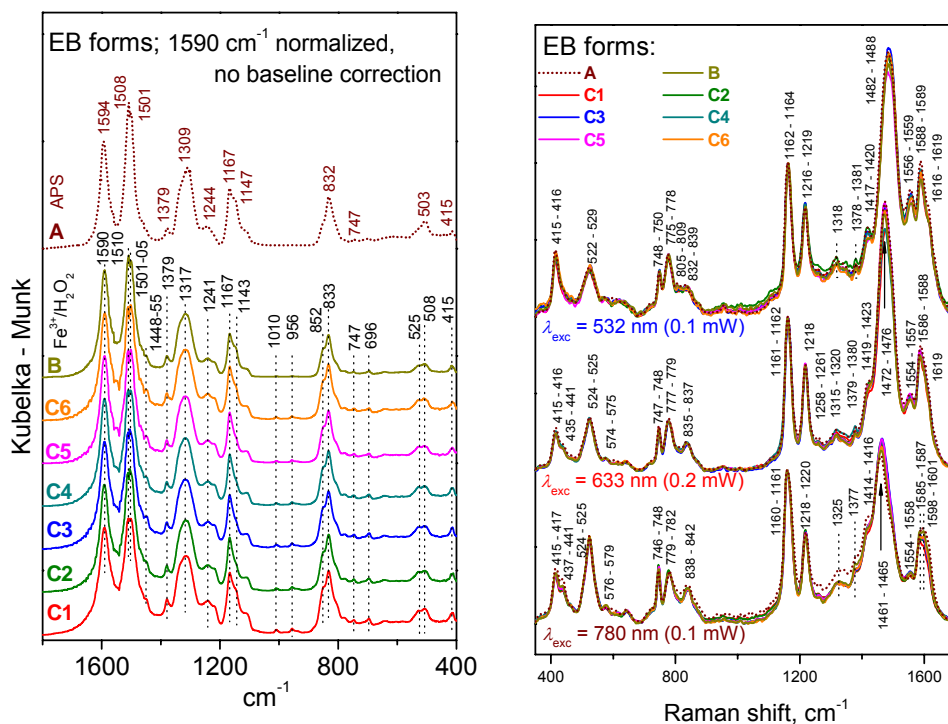 EB forms; 1590 cm⁻¹ normalized,
no baseline correction
1594
1508
1501
1379
1309
1244
1167
1147
832
747
503
415
APS
A
1590
1510
1501-05
1448-55
1379
1317
1241
1167
1143
1010
956
852
833
747
696
525
508
415
Fe³⁺/H₂O₂
B
C6
C5
C4
C3
C2
C1
Kubelka - Munk
1600
1200
800
400
cm⁻¹
EB forms:
A
B
C1
C2
C3
C4
C5
C6
415 - 416
522 - 529
748 - 750
775 - 778
805 - 809
832 - 839
1162 - 1164
1216 - 1219
1318
1378 - 1381
1417 - 1420
1482 - 1488
1556 - 1559
1588 - 1589
1616 - 1619
λexc = 532 nm (0.1 mW)
415 - 416
435 - 441
524 - 525
574 - 575
747 - 748
777 - 779
835 - 837
1161 - 1162
1218
1258 - 1261
1315 - 1320
1379 - 1380
1419 - 1423
1472 - 1476
1554 - 1557
1586 - 1588
1619
λexc = 633 nm (0.2 mW)
415 - 417
437 - 441
524 - 525
576 - 579
746 - 748
779 - 782
838 - 842
1160 - 1161
1218 - 1220
1325
1377
1414 - 1416
1461 - 1465
1554 - 1558
1585 - 1587
1598 - 1601
λexc = 780 nm (0.1 mW)
400
800
1200
1600
Raman shift, cm⁻¹